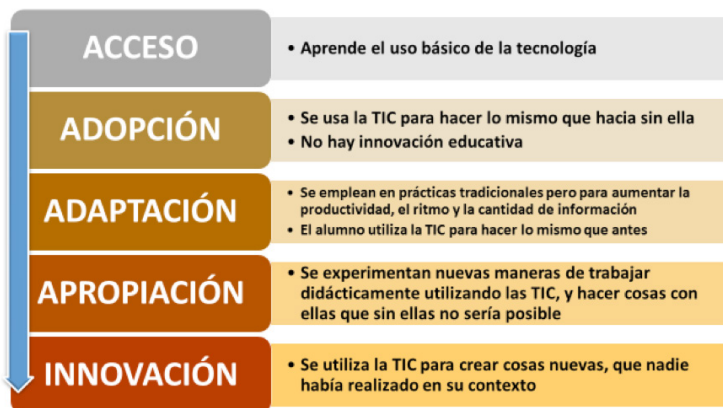 ACCESO
• Aprende el uso básico de la tecnología
ADOPCIÓN
• Se usa la TIC para hacer lo mismo que hacia sin ella
• No hay innovación educativa
ADAPTACIÓN
• Se emplean en prácticas tradicionales pero para aumentar la
productividad, el ritmo y la cantidad de información
• El alumno utiliza la TIC para hacer lo mismo que antes
APROPIACIÓN
• Se experimentan nuevas maneras de trabajar
didácticamente utilizando las TIC, y hacer cosas con
ellas que sin ellas no sería posible
INNOVACIÓN
• Se utiliza la TIC para crear cosas nuevas, que nadie
había realizado en su contexto